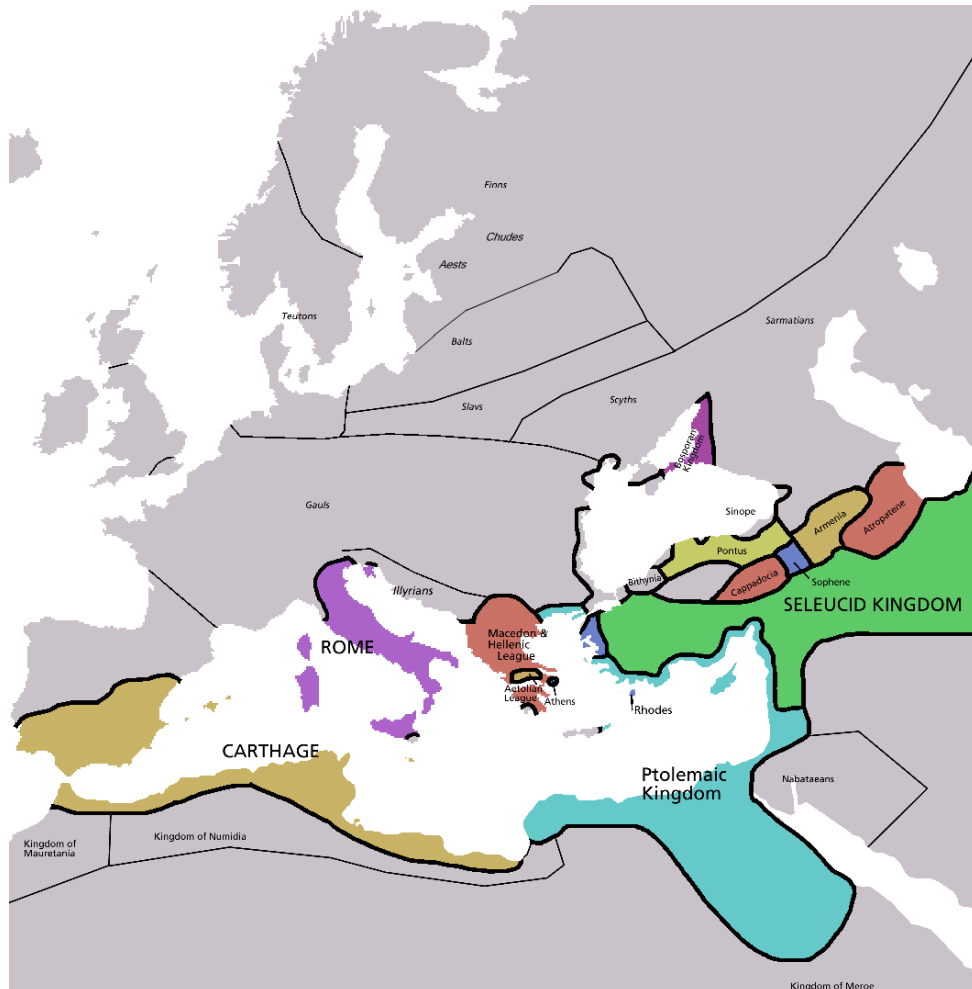 Finns
Chudes
Aests
Teutons
Balts
Sarmatians
Slavs
Scyths
Bosporan
Kingdom
Gauls
Sinope
Armenia
Atropatene
Pontus
Illyrians
Bithynia
Cappadocia
Sophene
SELEUCID KINGDOM
ROME
Macedon &
Hellenic
League
Aetolian
League
Athens
Rhodes
CARTHAGE
Ptolemaic
Kingdom
Nabataeans
Kingdom of
Mauretania
Kingdom of Numidia
Kingdom of Meroe